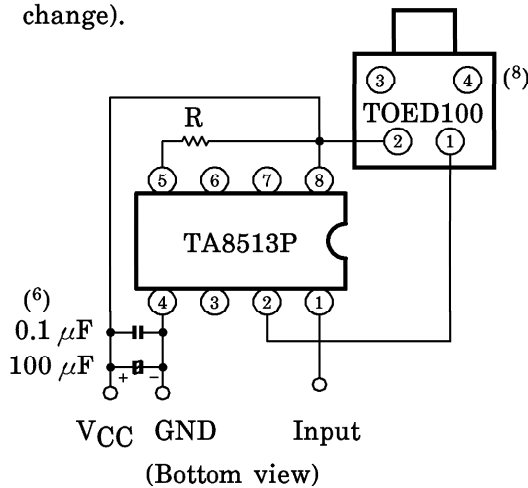 change).
③ ④ (8)
R TOED100
② ①
⑤ ⑥ ⑦ ⑧
TA8513P
(6) ④ ③ ② ①
0.1 μF
100 μF + −
VCC GND Input
(Bottom view)